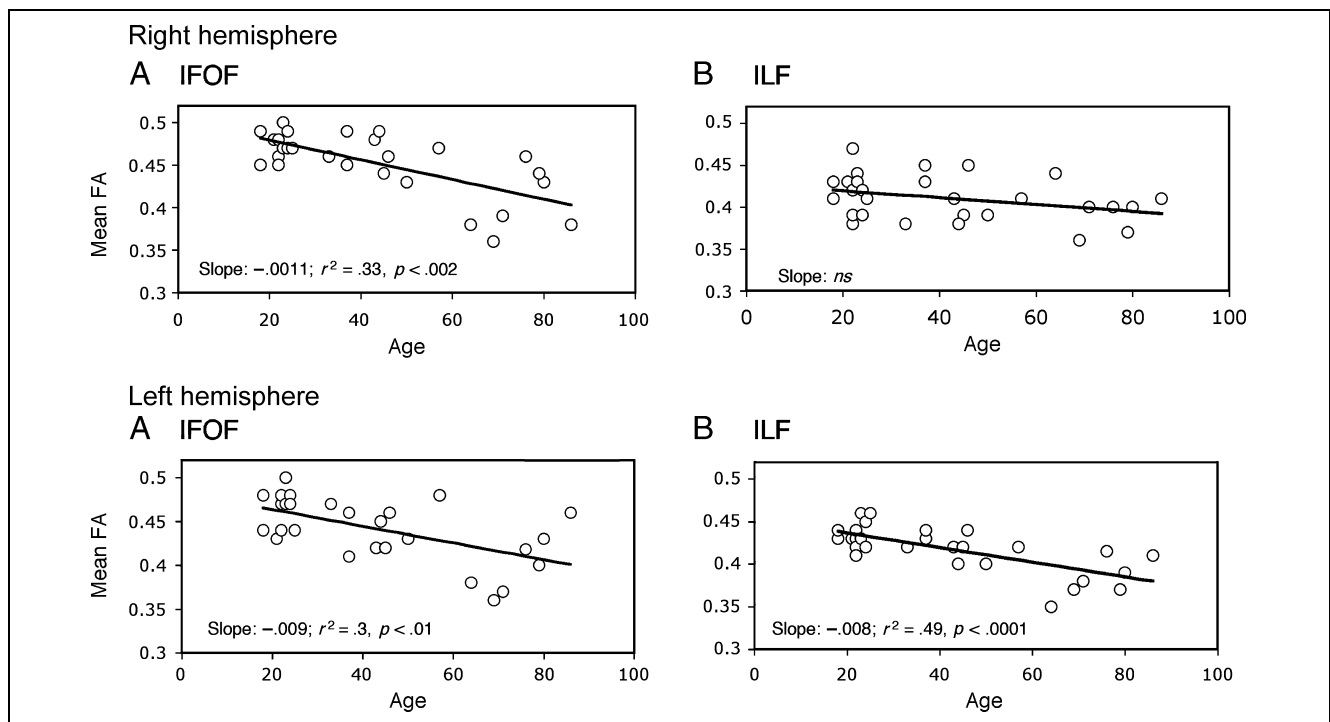 Right hemisphere
A IFOF
Mean FA
0.5
0.45
0.4
0.35
0.3
Slope: –.0011; r² = .33, p < .002
0 20 40 60 80 100
Age
B ILF
0.5
0.45
0.4
0.35
0.3
Slope: ns
0 20 40 60 80 100
Age
Left hemisphere
A IFOF
Mean FA
0.5
0.45
0.4
0.35
0.3
Slope: –.009; r² = .3, p < .01
0 20 40 60 80 100
Age
B ILF
0.5
0.45
0.4
0.35
0.3
Slope: –.008; r² = .49, p < .0001
0 20 40 60 80 100
Age